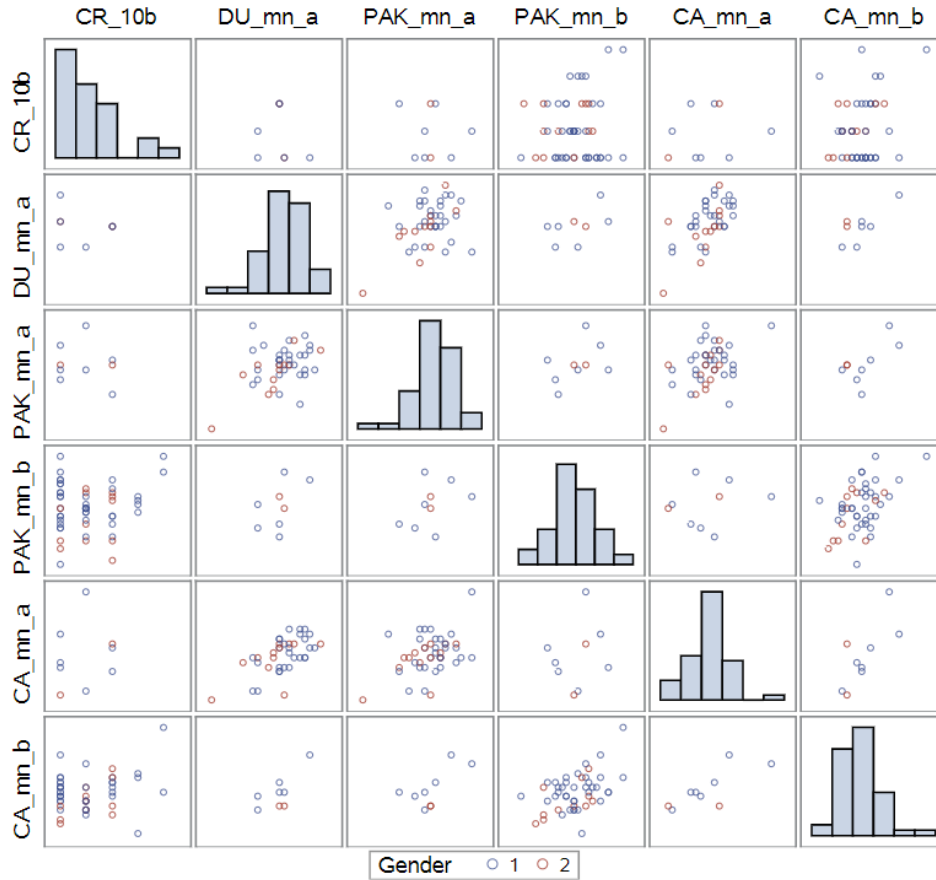 CR_10b DU_mn_a PAK_mn_a PAK_mn_b CA_mn_a CA_mn_b
CR_10b
DU_mn_a
PAK_mn_a
PAK_mn_b
CA_mn_a
CA_mn_b
Gender 1 2